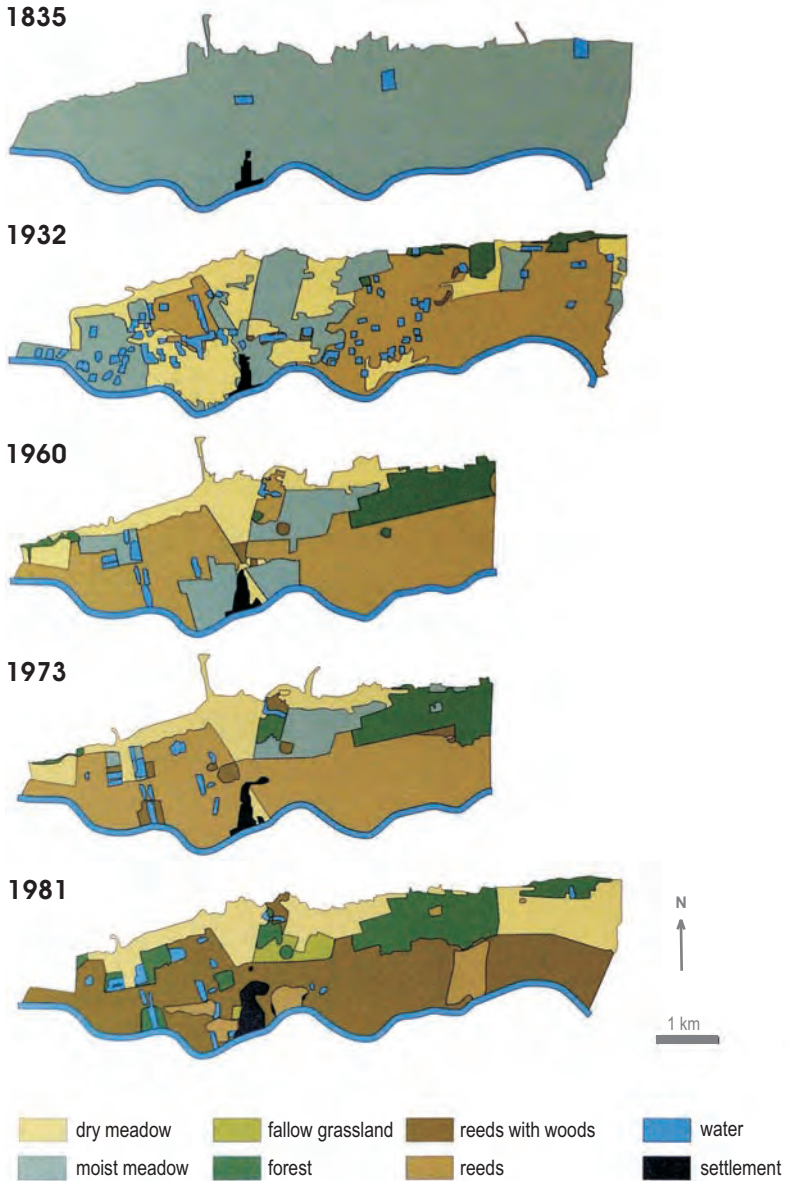 1835
1932
1960
1973
1981
N
1 km
dry meadow fallow grassland reeds with woods water
moist meadow forest reeds settlement